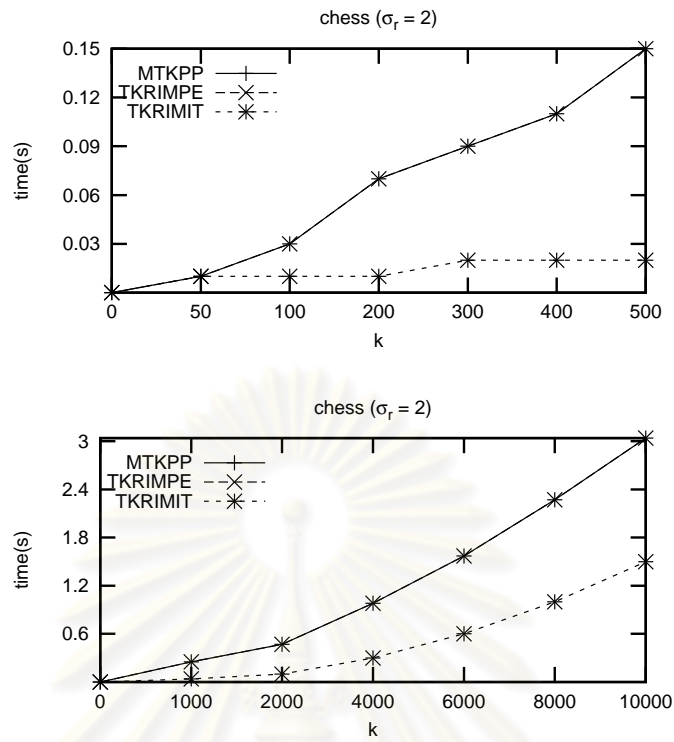 chess (σr = 2)
0.15
0.12
0.09
0.06
0.03
time(s)
MTKPP
TKRIMPE
TKRIMIT
0 50 100 200 300 400 500
k
chess (σr = 2)
3
2.4
1.8
1.2
0.6
time(s)
MTKPP
TKRIMPE
TKRIMIT
0 1000 2000 4000 6000 8000 10000
k